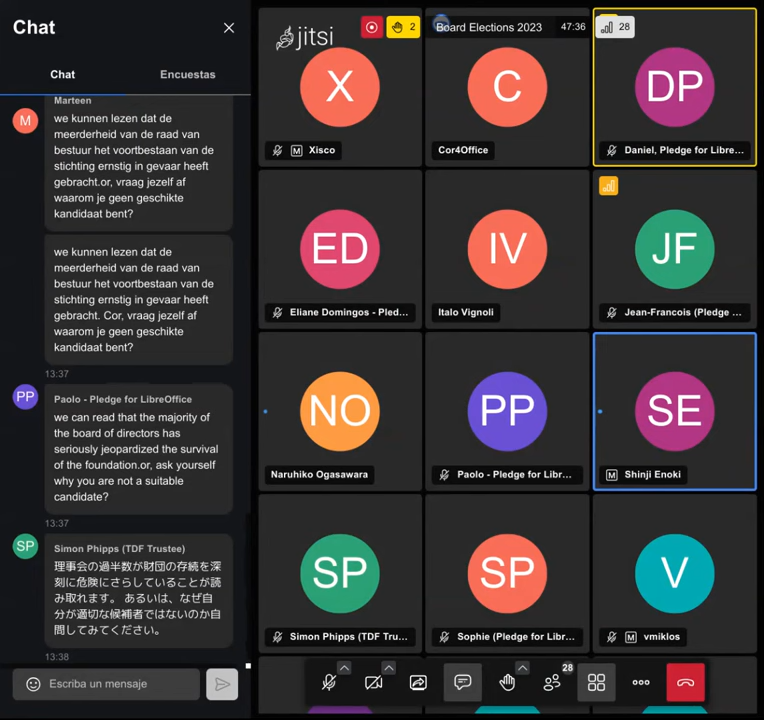 Chat
Chat
Encuestas
Marteen
M
we kunnen lezen dat de
meerderheid van de raad van
bestuur het voortbestaan van de
stichting ernstig in gevaar heeft
gebracht.or, vraag jezelf af
waarom je geen geschikte
kandidaat bent?
we kunnen lezen dat de
meerderheid van de raad van
bestuur het voortbestaan van de
stichting ernstig in gevaar heeft
gebracht. Cor, vraag jezelf af
waarom je geen geschikte
kandidaat bent?
13:37
PP
Paolo - Pledge for LibreOffice
we can read that the majority of
the board of directors has
seriously jeopardized the survival
of the foundation.or, ask yourself
why you are not a suitable
candidate?
13:37
SP
Simon Phipps (TDF Trustee)
理事会の過半数が財団の存続を深
刻に危険にさらしていることが読
み取れます。 あるいは、なぜ自
分が適切な候補者ではないのか自
問してみてください。
13:38
Escriba un mensaje
jitsi
2
Board Elections 2023
47:36
28
X
M
Xisco
C
Cor4Office
DP
Daniel, Pledge for Libre...
ED
Eliane Domingos - Pled...
IV
Italo Vignoli
JF
Jean-Francois (Pledge ...
NO
Naruhiko Ogasawara
PP
Paolo - Pledge for Libr...
SE
M
Shinji Enoki
SP
Simon Phipps (TDF Tru...
SP
Sophie (Pledge for Libr...
V
M
vmiklos
28